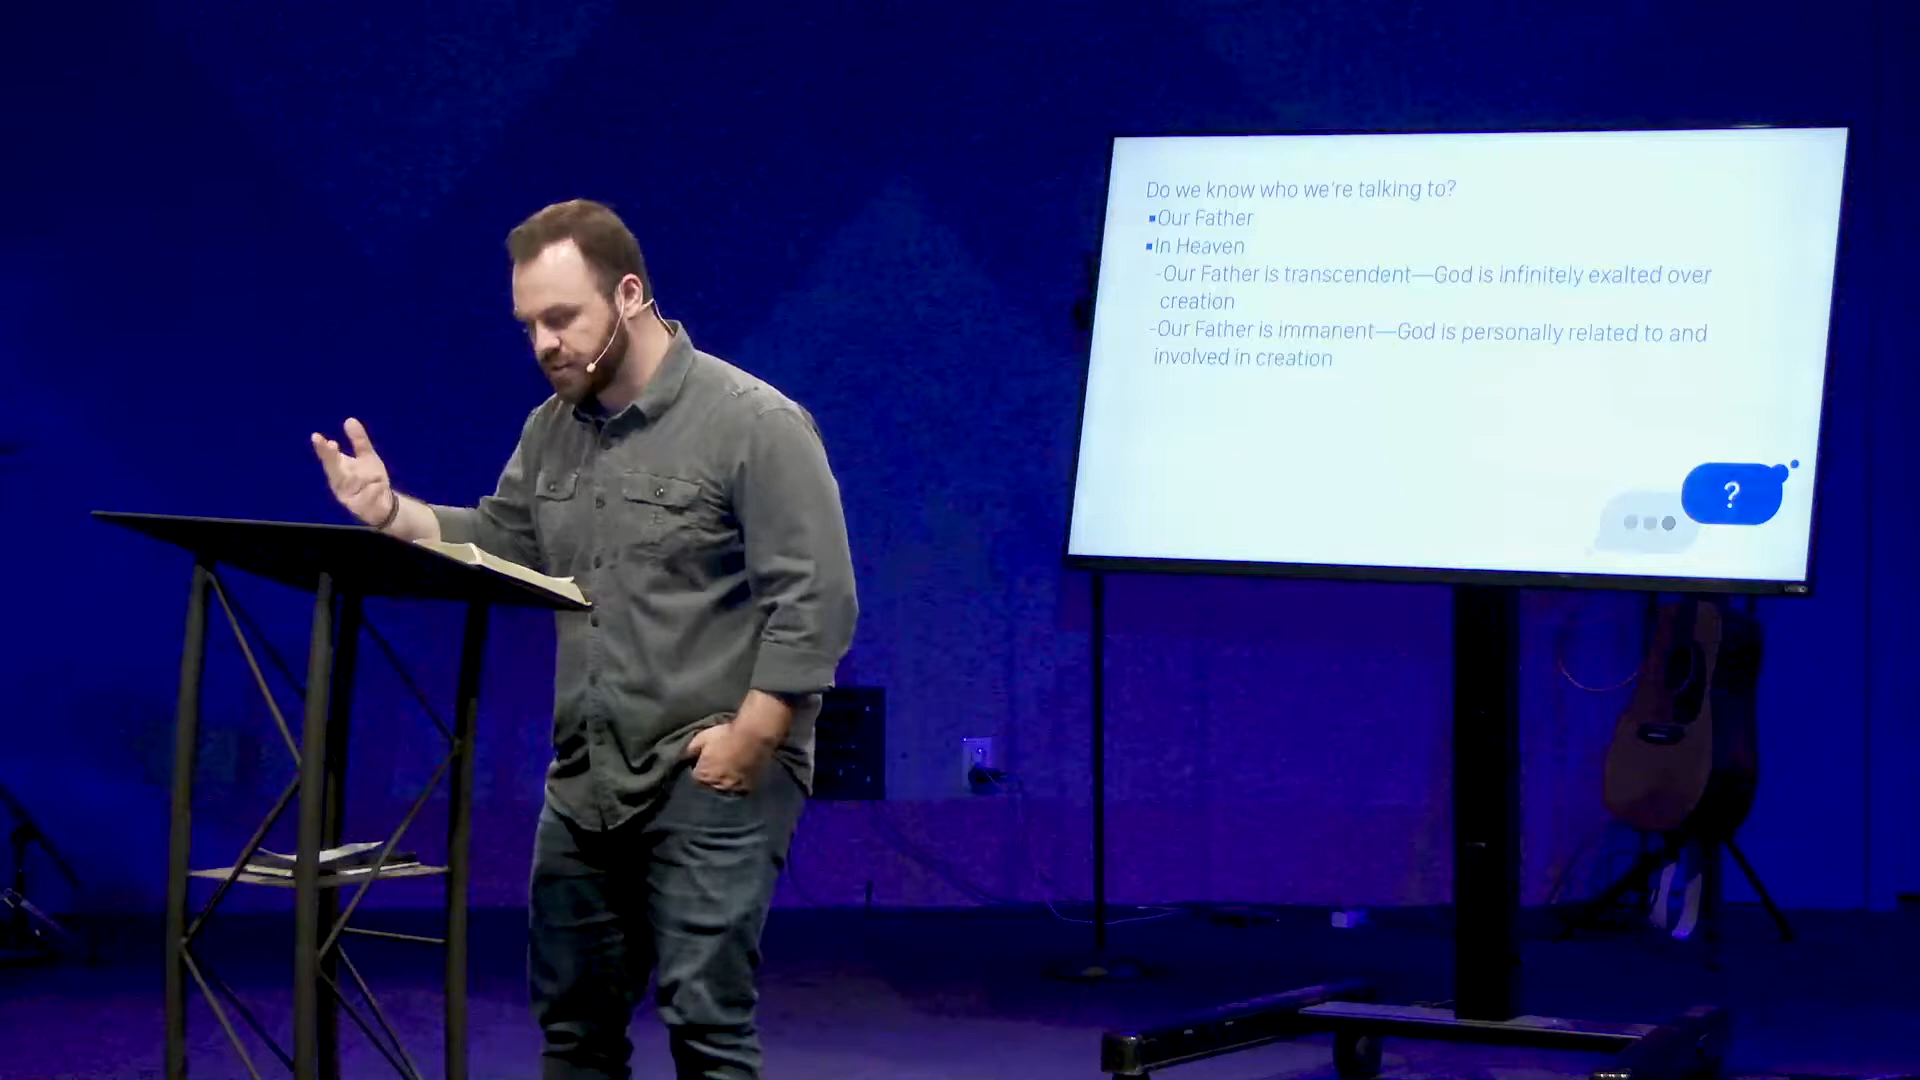 Do we know who we're talking to?
▪Our Father
▪In Heaven
-Our Father is transcendent—God is infinitely exalted over
creation
-Our Father is immanent—God is personally related to and
involved in creation
?